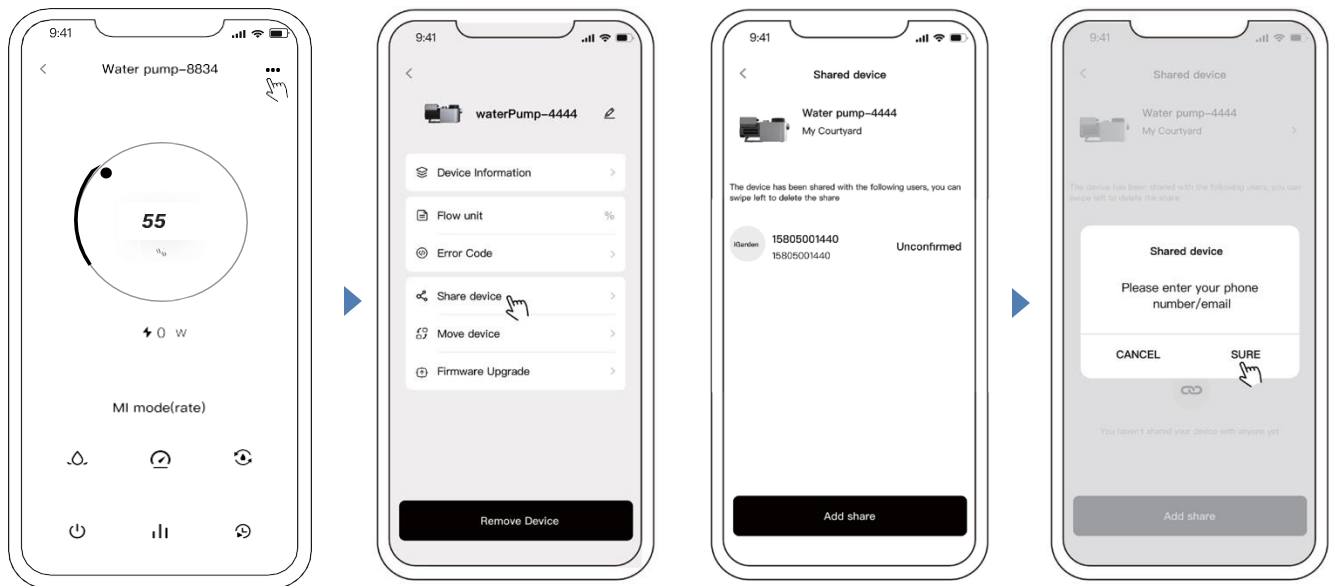 9:41
Water pump-8834
55
%
0 W
MI mode(rate)
9:41
waterPump-4444
Device Information
Flow unit %
Error Code
Share device
Move device
Firmware Upgrade
Remove Device
9:41
Shared device
Water pump-4444
My Courtyard
The device has been shared with the following users, you can
swipe left to delete the share
iGarden
15805001440
15805001440
Unconfirmed
Add share
9:41
Shared device
Water pump-4444
My Courtyard
The device has been shared with the following users, you can
swipe left to delete the share
Shared device
Please enter your phone
number/email
CANCEL SURE
You haven't shared your device with anyone yet
Add share